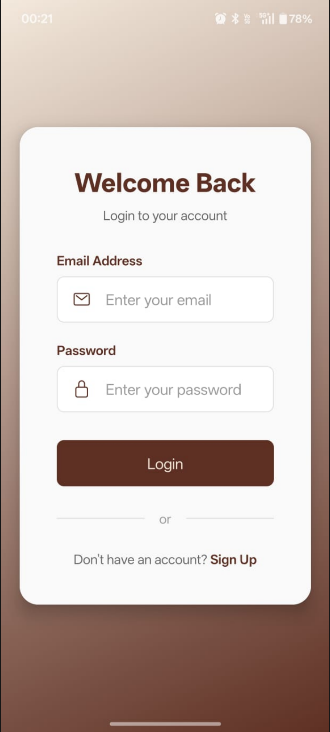 00:21
78%
Welcome Back
Login to your account
Email Address
Enter your email
Password
Enter your password
Login
or
Don't have an account? Sign Up